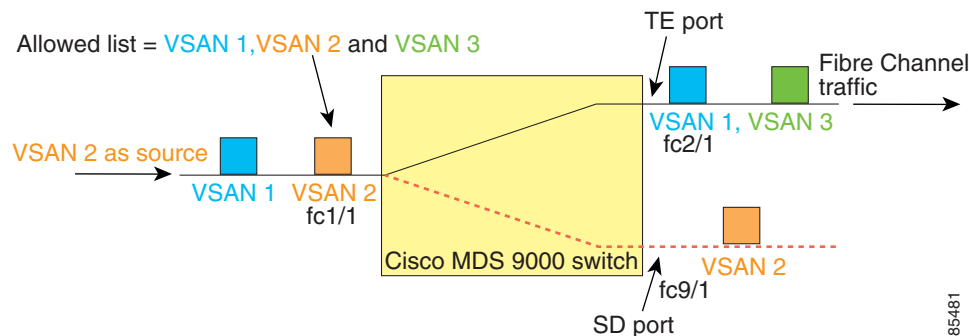 TE port
Allowed list = VSAN 1,VSAN 2 and VSAN 3
Fibre Channel
traffic
VSAN 1, VSAN 3
fc2/1
VSAN 2 as source
VSAN 1
VSAN 2
fc1/1
Cisco MDS 9000 switch
VSAN 2
fc9/1
SD port
85481